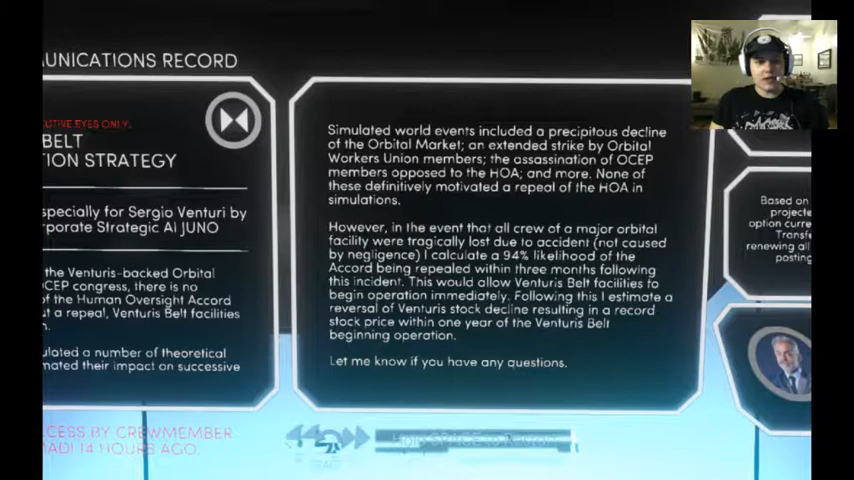 UNICATIONS RECORD
UTIVE EYES ONLY.
BELT
ION STRATEGY
specially for Sergio Venturi by
rporate Strategic AI JUNO
the Venturis-backed Orbital
OCEP congress, there is no
of the Human Oversight Accord
ut a repeal, Venturis Belt facilities
n.
ulated a number of theoretical
mated their impact on successive
CCESS BY CREWMEMBER
MADI 14 HOURS AGO.
Simulated world events included a precipitous decline
of the Orbital Market; an extended strike by Orbital
Workers Union members; the assassination of OCEP
members opposed to the HOA; and more. None of
these definitively motivated a repeal of the HOA in
simulations.
However, in the event that all crew of a major orbital
facility were tragically lost due to accident (not caused
by negligence) I calculate a 94% likelihood of the
Accord being repealed within three months following
this incident. This would allow Venturis Belt facilities to
begin operation immediately. Following this I estimate a
reversal of Venturis stock decline resulting in a record
stock price within one year of the Venturis Belt
beginning operation.
Let me know if you have any questions.
Based on
projecte
option curre
Transfe
renewing all
posting